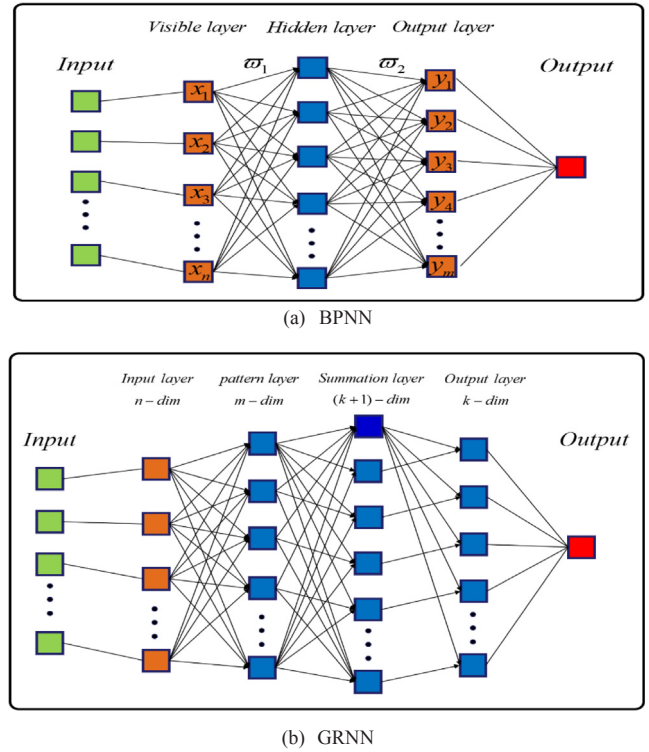 Visible layer Hidden layer Output layer
Input ϖ1 ϖ2 Output
x1 y1
x2 y2
x3 y3
y4
xn ym
(a) BPNN
Input layer pattern layer Summation layer Output layer
n − dim m − dim (k +1) − dim k − dim
Input Output
(b) GRNN